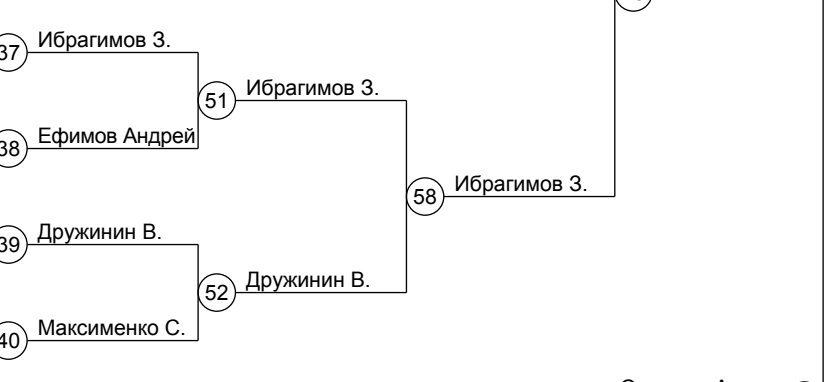 37 Ибрагимов З.
51 Ибрагимов З.
38 Ефимов Андрей
58 Ибрагимов З.
39 Дружинин В.
52 Дружинин В.
40 Максименко С.